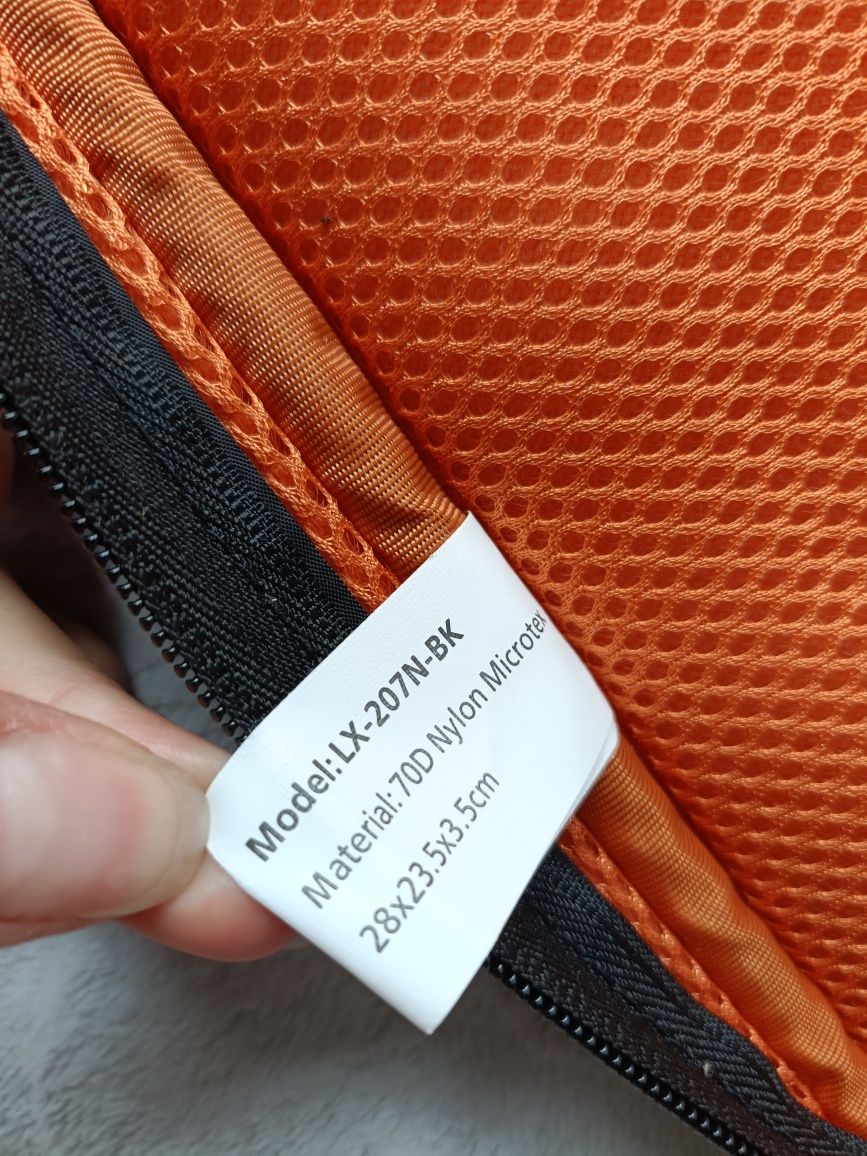 Model: LX-207N-BK
Material: 70D Nylon Microtex
28x23.5x3.5cm